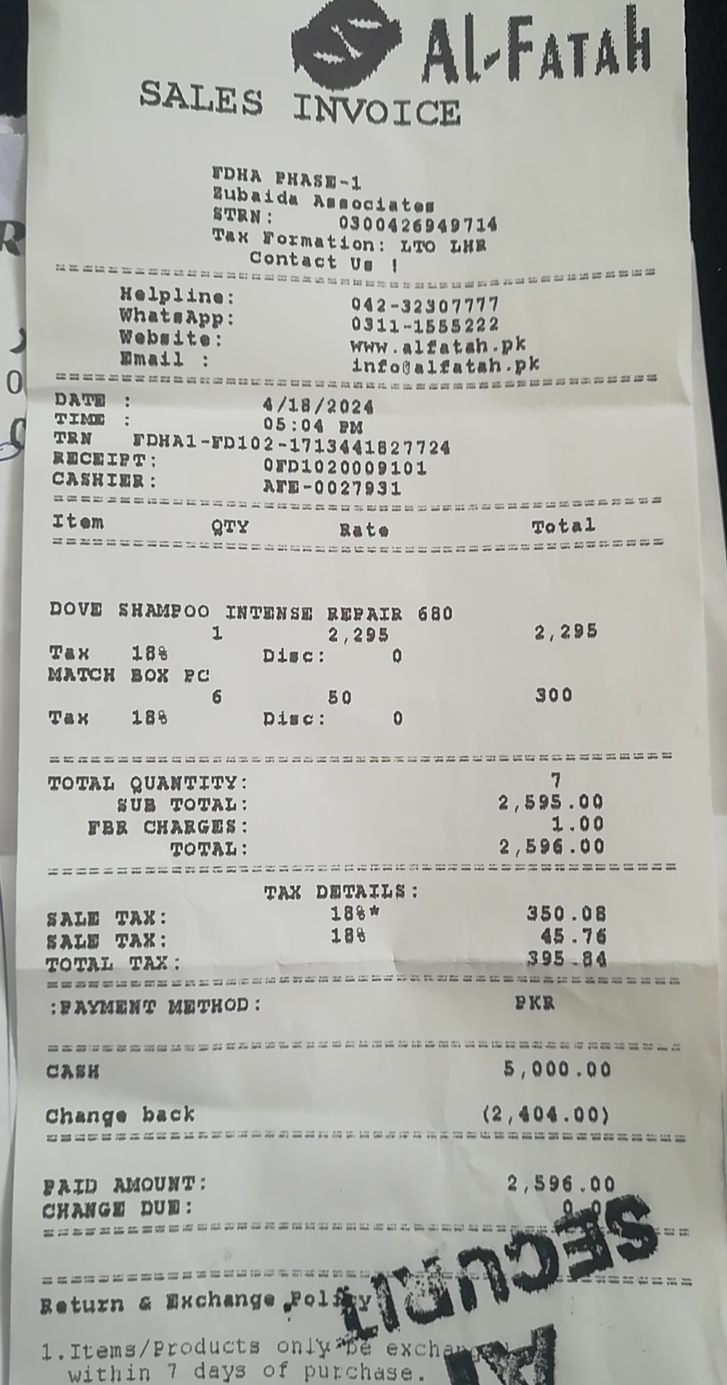 Al-Fatah
SALES INVOICE
FDHA PHASE-1
Zubaida Associates
STRN: 0300426949714
Tax Formation: LTO LHR
Contact Us !
Helpline: 042-32307777
WhatsApp: 0311-1555222
Website: www.alfatah.pk
Email : info@alfatah.pk
DATE : 4/18/2024
TIME : 05:04 PM
TRN FDHA1-FD102-1713441827724
RECEIPT: 0FD1020009101
CASHIER: AFE-0027931
Item QTY Rate Total
DOVE SHAMPOO INTENSE REPAIR 680
1 2,295 2,295
Tax 18% Disc: 0
MATCH BOX PC
6 50 300
Tax 18% Disc: 0
TOTAL QUANTITY: 7
SUB TOTAL: 2,595.00
FBR CHARGES: 1.00
TOTAL: 2,596.00
TAX DETAILS:
SALE TAX: 18%* 350.08
SALE TAX: 18% 45.76
TOTAL TAX: 395.84
:PAYMENT METHOD: PKR
CASH 5,000.00
Change back (2,404.00)
PAID AMOUNT: 2,596.00
CHANGE DUE:
SECURIT
Return & Exchange Policy
1.Items/Products only be
within 7 days of purchase.